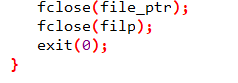 fclose(file_ptr);
fclose(filp);
exit(0);
}